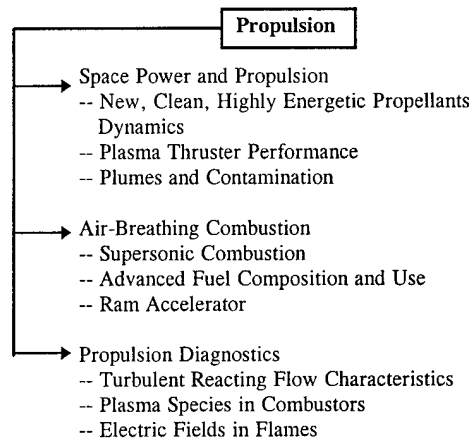 Propulsion
Space Power and Propulsion
-- New, Clean, Highly Energetic Propellants
Dynamics
-- Plasma Thruster Performance
-- Plumes and Contamination
Air-Breathing Combustion
-- Supersonic Combustion
-- Advanced Fuel Composition and Use
-- Ram Accelerator
Propulsion Diagnostics
-- Turbulent Reacting Flow Characteristics
-- Plasma Species in Combustors
-- Electric Fields in Flames